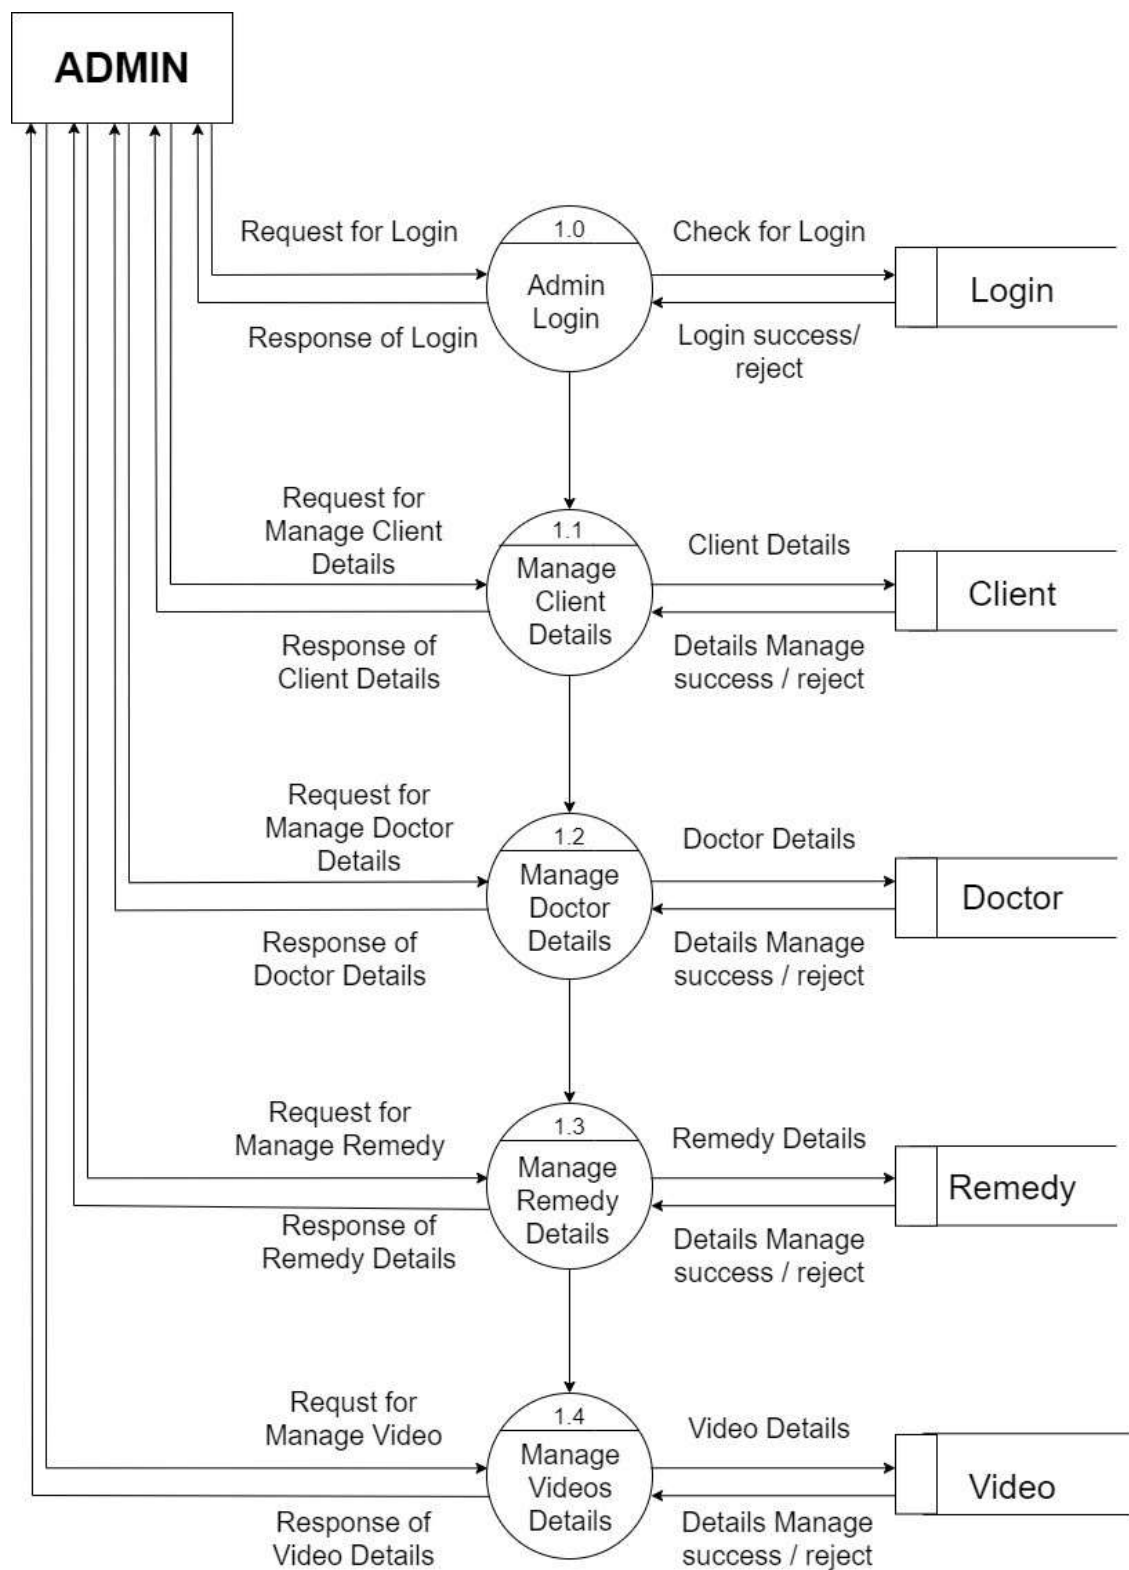 ADMIN
Request for Login
1.0
Check for Login
Admin
Login
Login
Response of Login
Login success/
reject
Request for
Manage Client
Details
1.1
Client Details
Manage
Client
Details
Client
Response of
Client Details
Details Manage
success / reject
Request for
Manage Doctor
Details
1.2
Doctor Details
Manage
Doctor
Details
Doctor
Response of
Doctor Details
Details Manage
success / reject
Request for
Manage Remedy
1.3
Remedy Details
Manage
Remedy
Details
Remedy
Response of
Remedy Details
Details Manage
success / reject
Requst for
Manage Video
1.4
Video Details
Manage
Videos
Details
Video
Response of
Video Details
Details Manage
success / reject